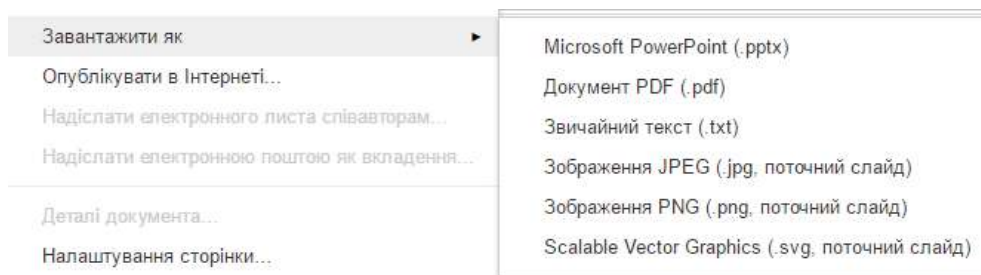 Завантажити як
Опублікувати в Інтернеті...
Надіслати електронного листа співавторам...
Надіслати електронною поштою як вкладення...
Деталі документа...
Налаштування сторінки...
Microsoft PowerPoint (.pptx)
Документ PDF (.pdf)
Звичайний текст (.txt)
Зображення JPEG (.jpg, поточний слайд)
Зображення PNG (.png, поточний слайд)
Scalable Vector Graphics (.svg, поточний слайд)